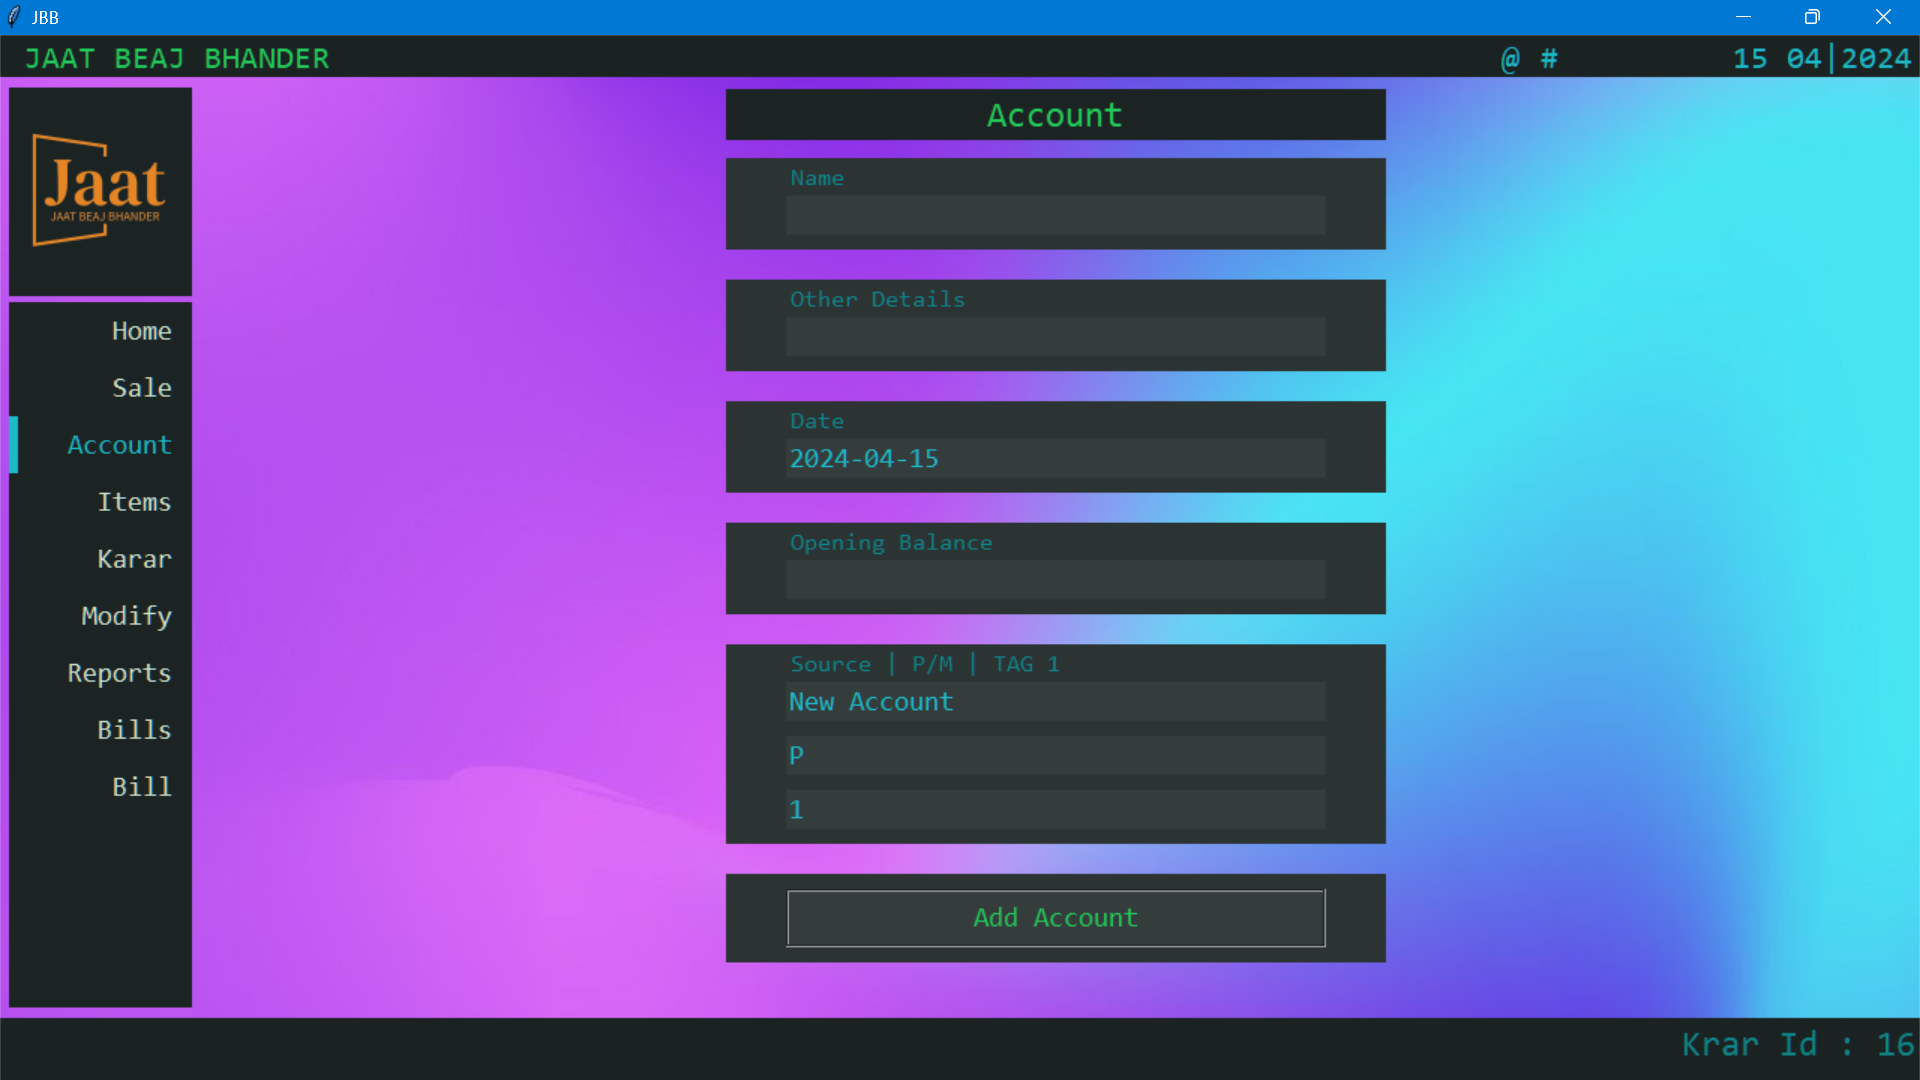 JBB
JAAT BEAJ BHANDER
@ #
15 04|2024
Jaat
JAAT BEAJ BHANDER
Home
Sale
Account
Items
Karar
Modify
Reports
Bills
Bill
Account
Name
Other Details
Date
2024-04-15
Opening Balance
Source | P/M | TAG 1
New Account
P
1
Add Account
Krar Id : 16